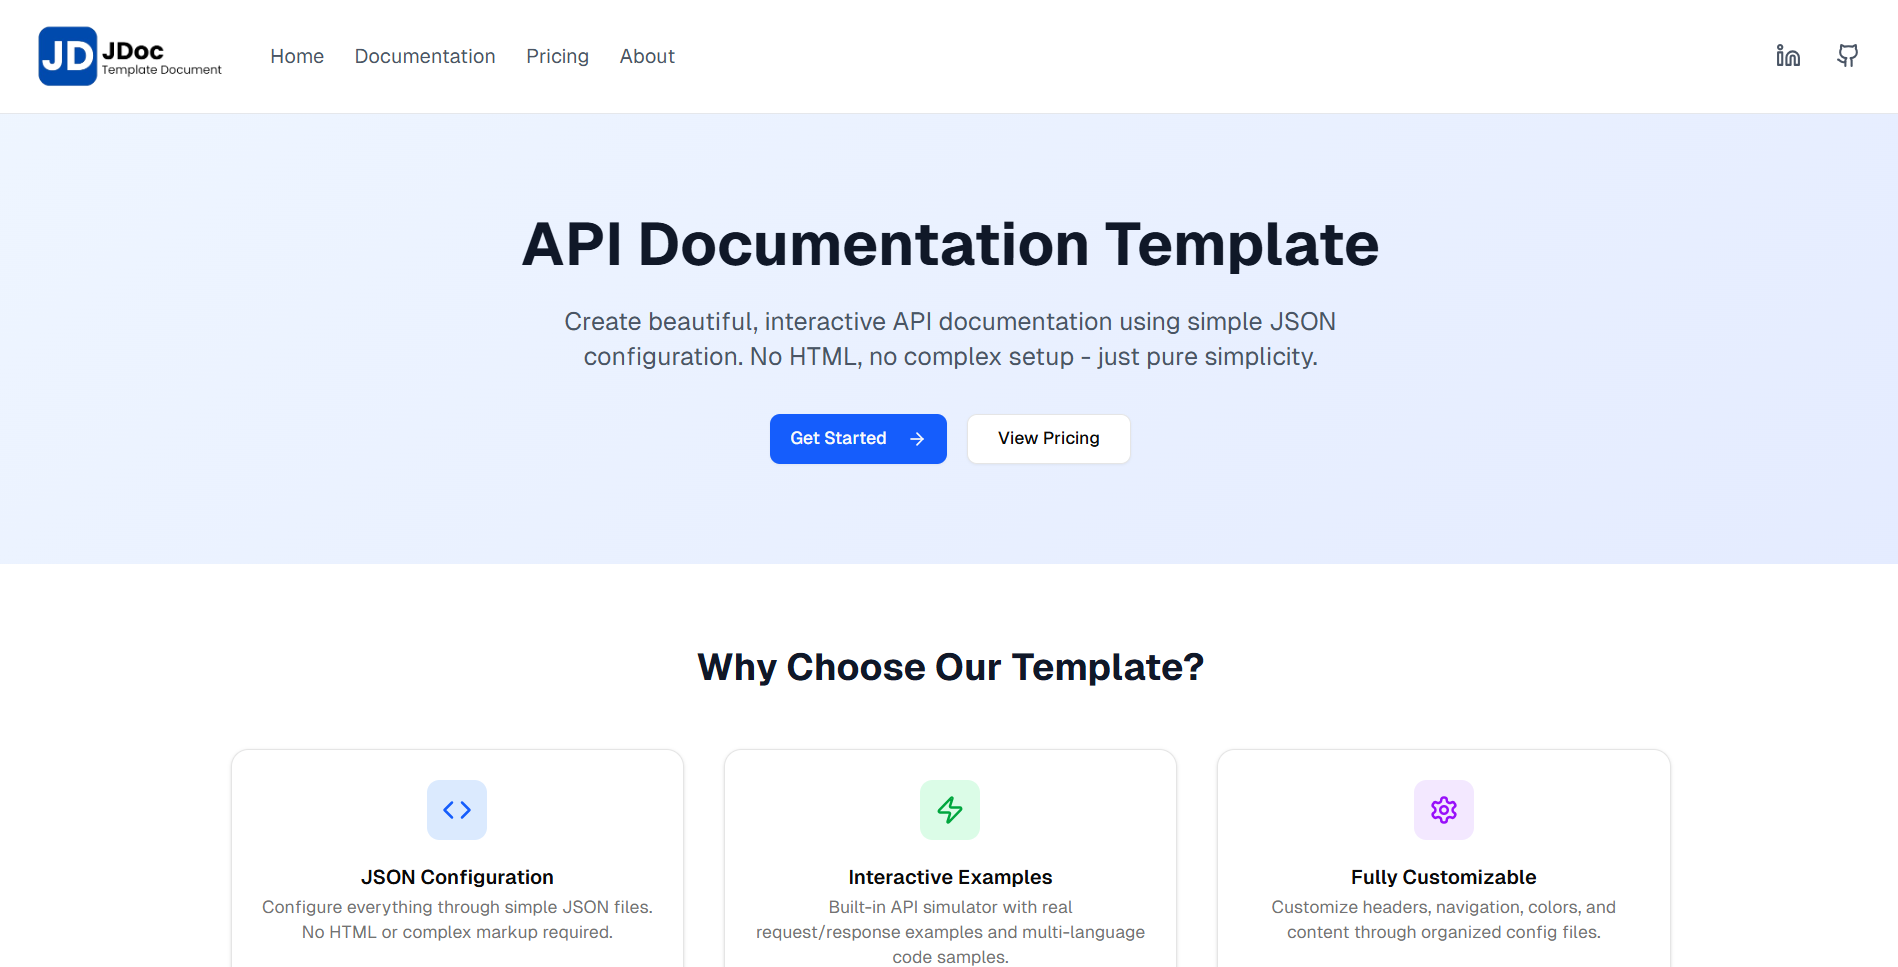 JD JDoc
Template Document
Home Documentation Pricing About
API Documentation Template
Create beautiful, interactive API documentation using simple JSON
configuration. No HTML, no complex setup - just pure simplicity.
Get Started
View Pricing
Why Choose Our Template?
JSON Configuration
Configure everything through simple JSON files.
No HTML or complex markup required.
Interactive Examples
Built-in API simulator with real
request/response examples and multi-language
code samples.
Fully Customizable
Customize headers, navigation, colors, and
content through organized config files.